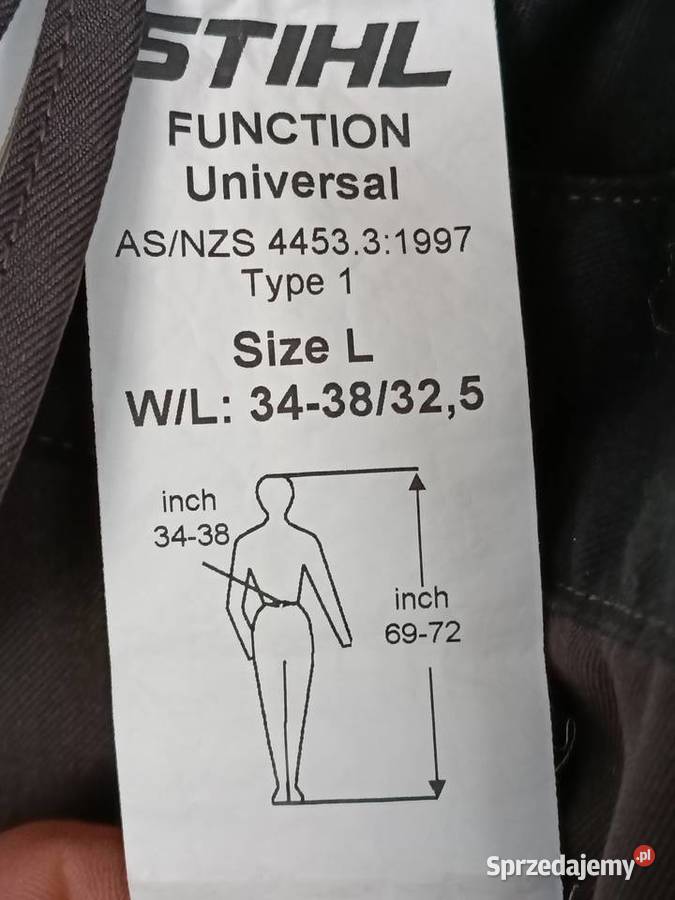 STIHL
FUNCTION
Universal
AS/NZS 4453.3:1997
Type 1
Size L
W/L: 34-38/32,5
inch
34-38
inch
69-72
Sprzedajemy.pl